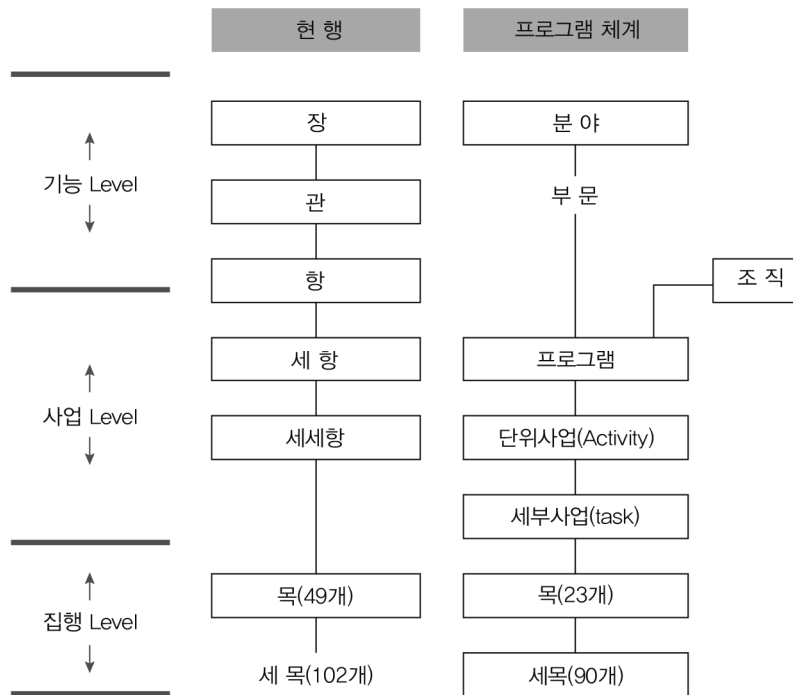 현 행 프로그램 체계
장 분 야
기능 Level
관 부 문
항 조 직
세 항 프로그램
사업 Level
세세항 단위사업(Activity)
세부사업(task)
목(49개) 목(23개)
집행 Level
세 목(102개) 세목(90개)